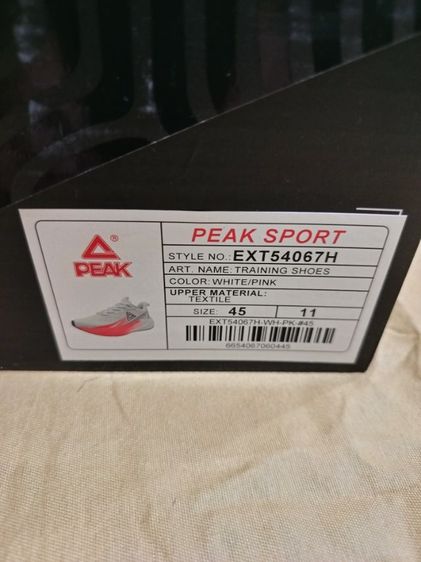 PEAK SPORT
PEAK ®
STYLE NO.: EXT54067H
ART. NAME: TRAINING SHOES
COLOR: WHITE/PINK
UPPER MATERIAL:
TEXTILE
SIZE: 45 11
EXT54067H-WH-PK-#45
6654067060445